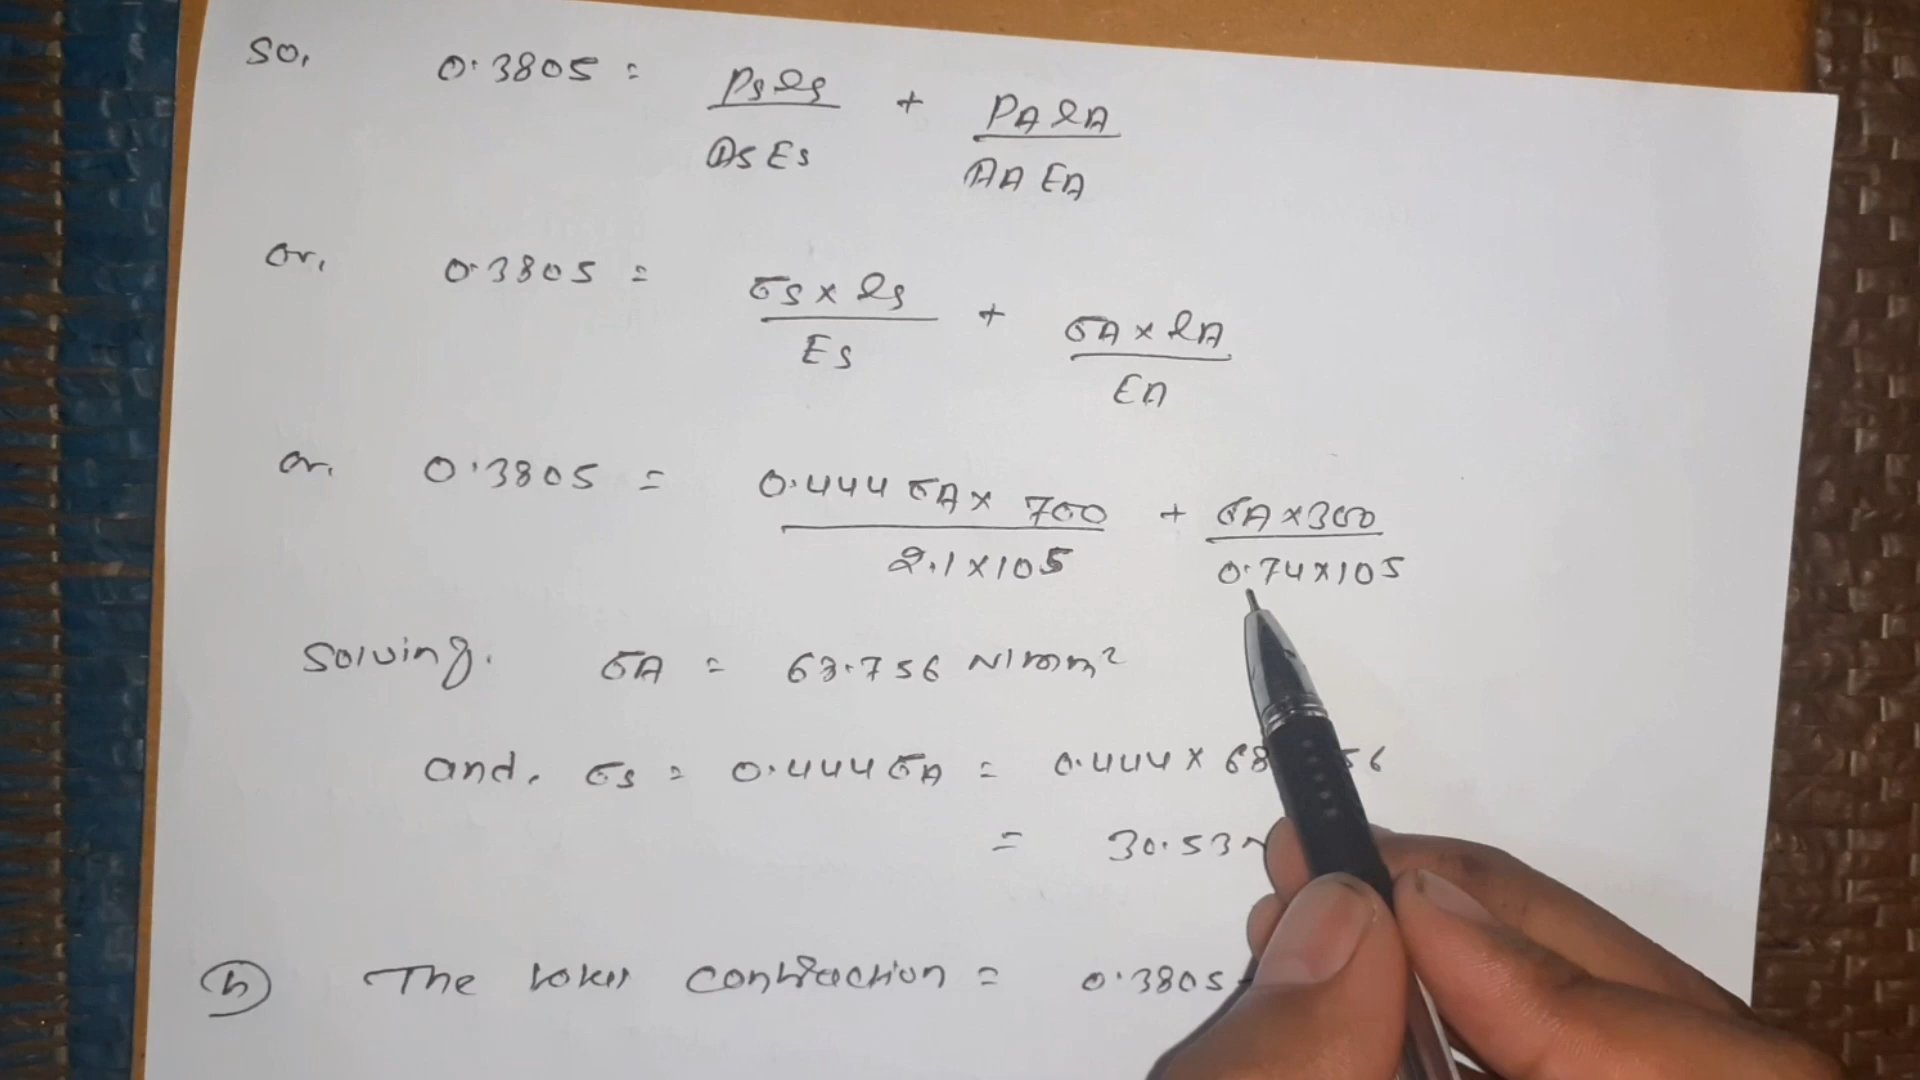 So, 0.3805 = Psls / AsEs + PAlA / AAEA
or, 0.3805 = σs × ls / Es + σA × lA / EA
or, 0.3805 = 0.444 σA × 700 / 2.1×105 + σA × 300 / 0.74×105
Solving. σA = 68.756 N/mm²
and, σs = 0.444 σA = 0.444 × 68 56
= 30.53 N
b The contraction = 0.3805